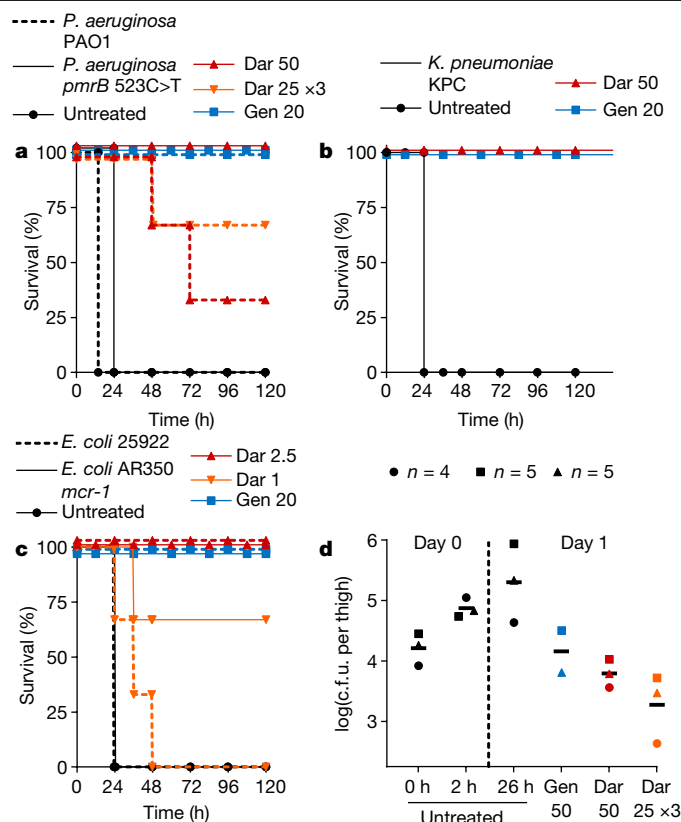 P. aeruginosa
PAO1
P. aeruginosa
pmrB 523C>T
Untreated
Dar 50
Dar 25 ×3
Gen 20
K. pneumoniae
KPC
Untreated
Dar 50
Gen 20
a
100
75
50
25
0
Survival (%)
0 24 48 72 96 120
Time (h)
b
100
75
50
25
0
Survival (%)
0 24 48 72 96 120
Time (h)
E. coli 25922
E. coli AR350
mcr-1
Untreated
Dar 2.5
Dar 1
Gen 20
n = 4 n = 5 n = 5
c
100
75
50
25
0
Survival (%)
0 24 48 72 96 120
Time (h)
d
Day 0 Day 1
6
5
4
3
log(c.f.u. per thigh)
0 h 2 h 26 h Gen Dar Dar
50 50 25 ×3
Untreated